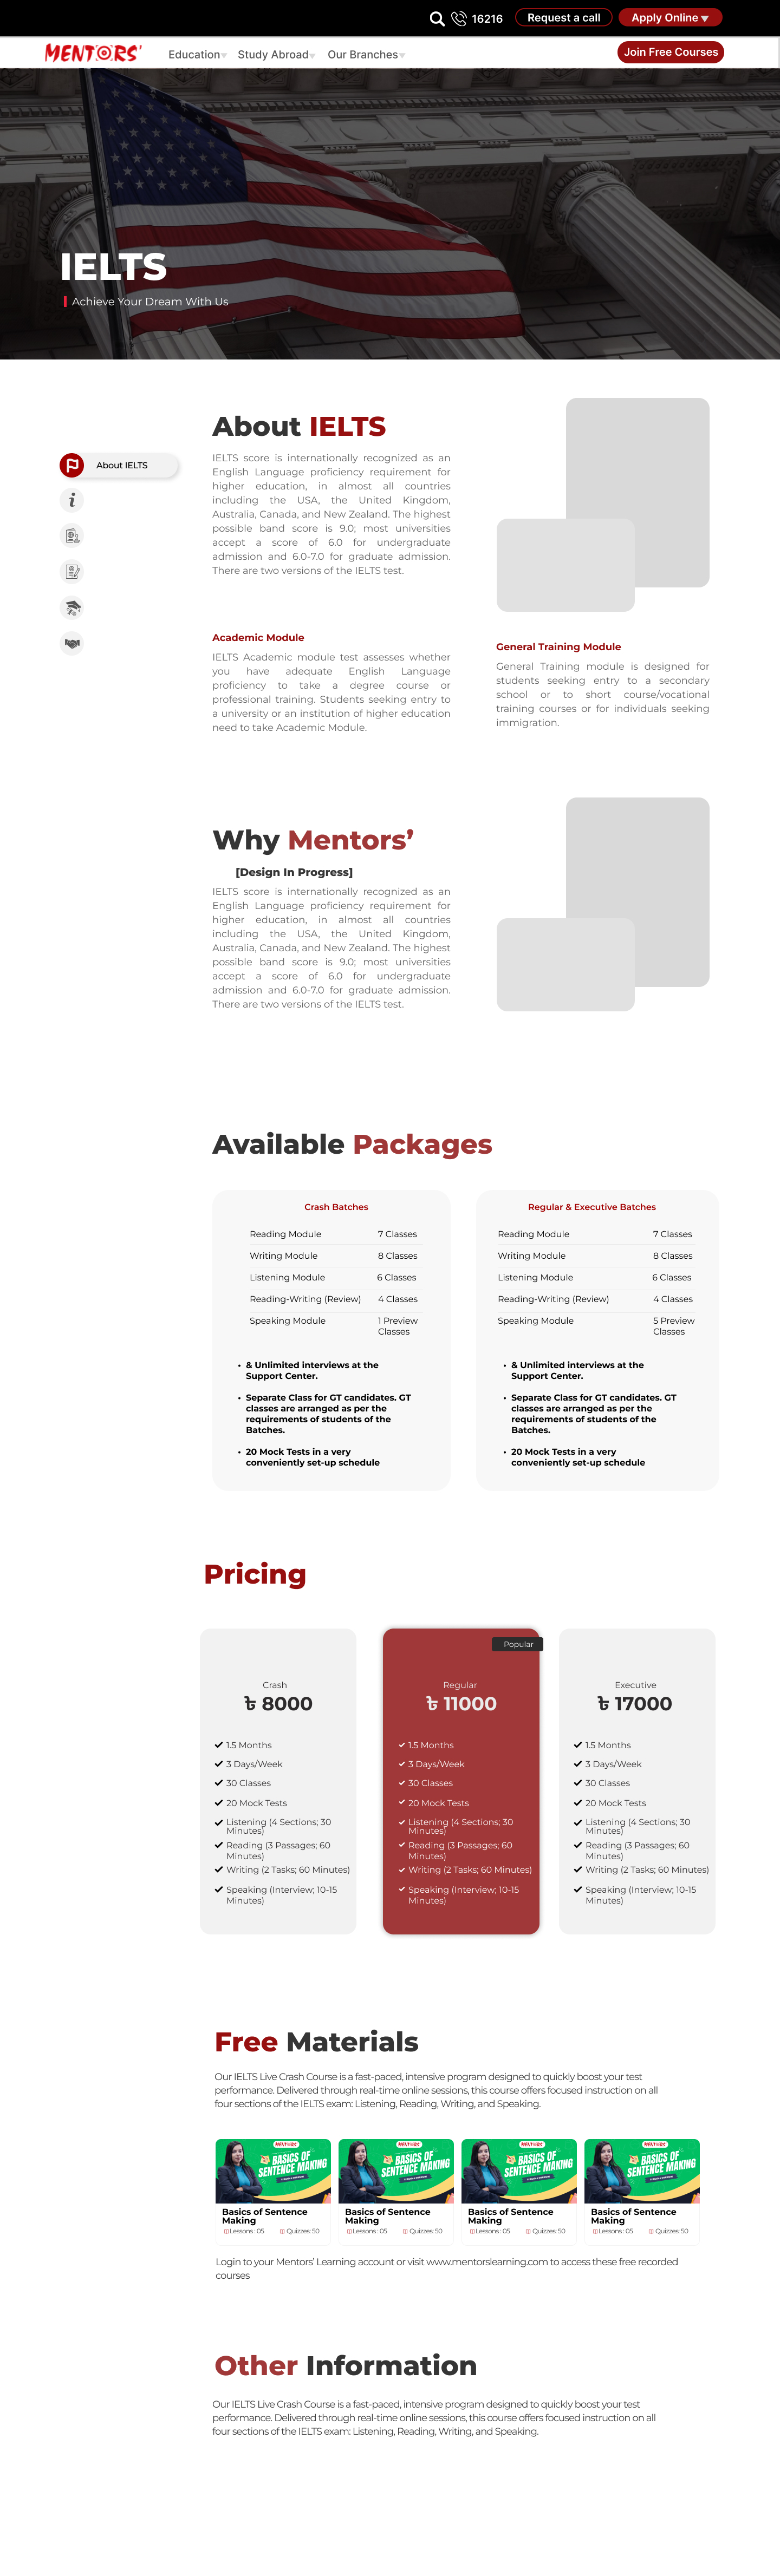 16216
Request a call
Apply Online
MENTORS'
Education
Study Abroad
Our Branches
Join Free Courses
IELTS
Achieve Your Dream With Us
About IELTS
About IELTS
IELTS score is internationally recognized as an
English Language proficiency requirement for
higher education, in almost all countries
including the USA, the United Kingdom,
Australia, Canada, and New Zealand. The highest
possible band score is 9.0; most universities
accept a score of 6.0 for undergraduate
admission and 6.0-7.0 for graduate admission.
There are two versions of the IELTS test.
Academic Module
IELTS Academic module test assesses whether
you have adequate English Language
proficiency to take a degree course or
professional training. Students seeking entry to
a university or an institution of higher education
need to take Academic Module.
General Training Module
General Training module is designed for
students seeking entry to a secondary
school or to short course/vocational
training courses or for individuals seeking
immigration.
Why Mentors’
[Design In Progress]
IELTS score is internationally recognized as an
English Language proficiency requirement for
higher education, in almost all countries
including the USA, the United Kingdom,
Australia, Canada, and New Zealand. The highest
possible band score is 9.0; most universities
accept a score of 6.0 for undergraduate
admission and 6.0-7.0 for graduate admission.
There are two versions of the IELTS test.
Available Packages
Crash Batches
Reading Module 7 Classes
Writing Module 8 Classes
Listening Module 6 Classes
Reading-Writing (Review) 4 Classes
Speaking Module 1 Preview
Classes
• & Unlimited interviews at the
Support Center.
• Separate Class for GT candidates. GT
classes are arranged as per the
requirements of students of the
Batches.
• 20 Mock Tests in a very
conveniently set-up schedule
Regular & Executive Batches
Reading Module 7 Classes
Writing Module 8 Classes
Listening Module 6 Classes
Reading-Writing (Review) 4 Classes
Speaking Module 5 Preview
Classes
• & Unlimited interviews at the
Support Center.
• Separate Class for GT candidates. GT
classes are arranged as per the
requirements of students of the
Batches.
• 20 Mock Tests in a very
conveniently set-up schedule
Pricing
Crash
৳ 8000
1.5 Months
3 Days/Week
30 Classes
20 Mock Tests
Listening (4 Sections; 30
Minutes)
Reading (3 Passages; 60
Minutes)
Writing (2 Tasks; 60 Minutes)
Speaking (Interview; 10-15
Minutes)
Popular
Regular
৳ 11000
1.5 Months
3 Days/Week
30 Classes
20 Mock Tests
Listening (4 Sections; 30
Minutes)
Reading (3 Passages; 60
Minutes)
Writing (2 Tasks; 60 Minutes)
Speaking (Interview; 10-15
Minutes)
Executive
৳ 17000
1.5 Months
3 Days/Week
30 Classes
20 Mock Tests
Listening (4 Sections; 30
Minutes)
Reading (3 Passages; 60
Minutes)
Writing (2 Tasks; 60 Minutes)
Speaking (Interview; 10-15
Minutes)
Free Materials
Our IELTS Live Crash Course is a fast-paced, intensive program designed to quickly boost your test
performance. Delivered through real-time online sessions, this course offers focused instruction on all
four sections of the IELTS exam: Listening, Reading, Writing, and Speaking.
MENTORS'
BASICS OF
SENTENCE MAKING
Basics of Sentence
Making
Lessons : 05 Quizzes: 50
MENTORS'
BASICS OF
SENTENCE MAKING
Basics of Sentence
Making
Lessons : 05 Quizzes: 50
MENTORS'
BASICS OF
SENTENCE MAKING
Basics of Sentence
Making
Lessons : 05 Quizzes: 50
MENTORS'
BASICS OF
SENTENCE MAKING
Basics of Sentence
Making
Lessons : 05 Quizzes: 50
Login to your Mentors’ Learning account or visit www.mentorslearning.com to access these free recorded
courses
Other Information
Our IELTS Live Crash Course is a fast-paced, intensive program designed to quickly boost your test
performance. Delivered through real-time online sessions, this course offers focused instruction on all
four sections of the IELTS exam: Listening, Reading, Writing, and Speaking.